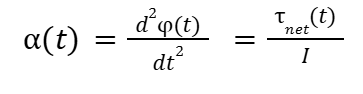 α(t) = d²φ(t)/dt² = τ_net(t)/I